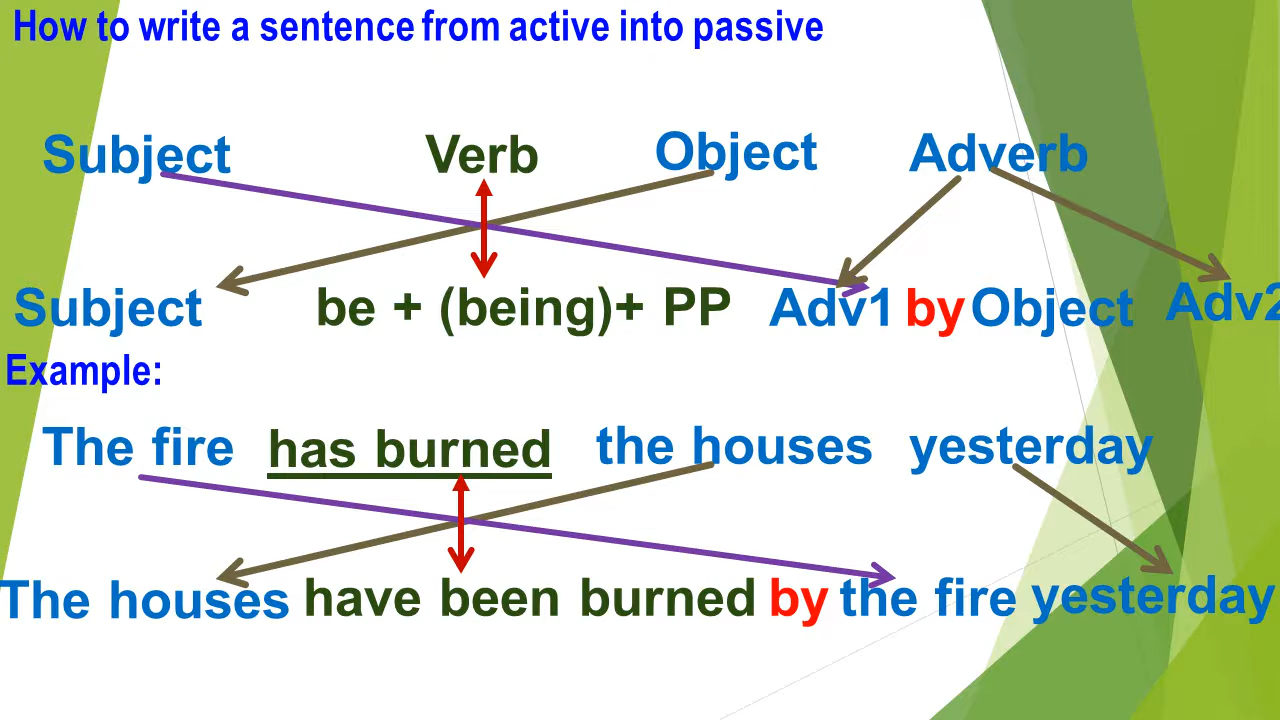 How to write a sentence from active into passive
Subject Verb Object Adverb
Subject be + (being)+ PP Adv1 by Object Adv2
Example:
The fire has burned the houses yesterday
The houses have been burned by the fire yesterday